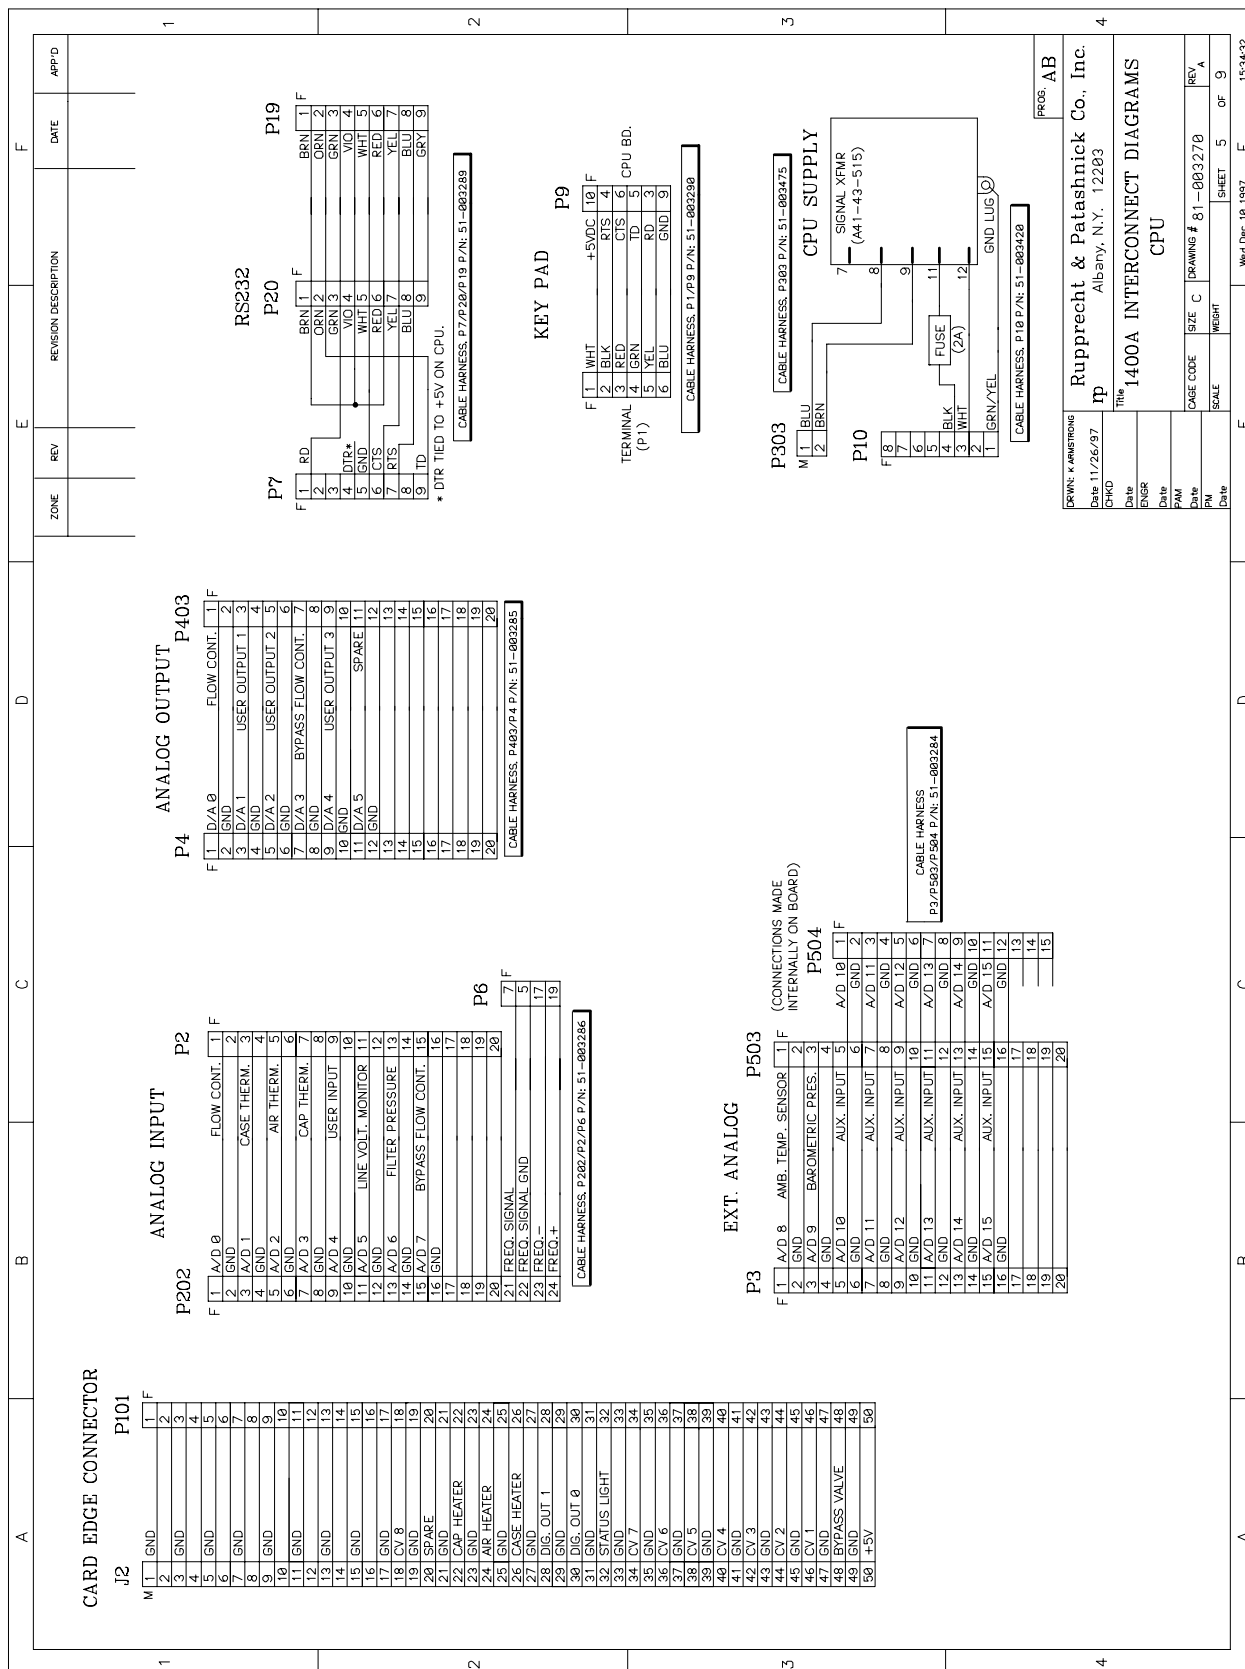 A
B
C
D
E
F
1
2
3
4
ZONE
REV
REVISION DESCRIPTION
DATE
APP'D
CARD EDGE CONNECTOR
J2
P101
M
F
1 GND 1
2 2
3 GND 3
4 4
5 GND 5
6 6
7 GND 7
8 8
9 GND 9
10 10
11 GND 11
12 12
13 GND 13
14 14
15 GND 15
16 16
17 GND 17
18 CV 8 18
19 GND 19
20 SPARE 20
21 GND 21
22 CAP HEATER 22
23 GND 23
24 AIR HEATER 24
25 GND 25
26 CASE HEATER 26
27 GND 27
28 DIG. OUT 1 28
29 GND 29
30 DIG. OUT 0 30
31 GND 31
32 STATUS LIGHT 32
33 GND 33
34 CV 7 34
35 GND 35
36 CV 6 36
37 GND 37
38 CV 5 38
39 GND 39
40 CV 4 40
41 GND 41
42 CV 3 42
43 GND 43
44 CV 2 44
45 GND 45
46 CV 1 46
47 GND 47
48 BYPASS VALVE 48
49 GND 49
50 +5V 50
ANALOG INPUT
P202
P2
F
F
1 A/D 0 FLOW CONT. 1
2 GND 2
3 A/D 1 CASE THERM. 3
4 GND 4
5 A/D 2 AIR THERM. 5
6 GND 6
7 A/D 3 CAP THERM. 7
8 GND 8
9 A/D 4 USER INPUT 9
10 GND 10
11 A/D 5 LINE VOLT. MONITOR 11
12 GND 12
13 A/D 6 FILTER PRESSURE 13
14 GND 14
15 A/D 7 BYPASS FLOW CONT. 15
16 GND 16
17 17
18 18
19 19
20 20
P6
F
21 FREQ. SIGNAL 7
22 FREQ. SIGNAL GND 5
23 FREQ.- 17
24 FREQ.+ 19
CABLE HARNESS, P202/P2/P6 P/N: 51-003286
ANALOG OUTPUT
P4
P403
F
F
1 D/A 0 FLOW CONT. 1
2 GND 2
3 D/A 1 USER OUTPUT 1 3
4 GND 4
5 D/A 2 USER OUTPUT 2 5
6 GND 6
7 D/A 3 BYPASS FLOW CONT. 7
8 GND 8
9 D/A 4 USER OUTPUT 3 9
10 GND 10
11 D/A 5 SPARE 11
12 GND 12
13 13
14 14
15 15
16 16
17 17
18 18
19 19
20 20
CABLE HARNESS, P403/P4 P/N: 51-003285
RS232
P7
P20
P19
F
F
F
1 RD BRN 1 BRN 1
2 ORN 2 ORN 2
3 GRN 3 GRN 3
4 DTR* VIO 4 VIO 4
5 GND WHT 5 WHT 5
6 CTS RED 6 RED 6
7 RTS YEL 7 YEL 7
8 BLU 8 BLU 8
9 TD 9 GRY 9
* DTR TIED TO +5V ON CPU.
CABLE HARNESS, P7/P20/P19 P/N: 51-003289
KEY PAD
P9
F
F
1 WHT +5VDC 10
2 BLK RTS 4
3 RED CTS 6
4 GRN TD 5
5 YEL RD 3
6 BLU GND 9
TERMINAL
(P1)
CPU BD.
CABLE HARNESS, P1/P9 P/N: 51-003290
EXT. ANALOG
P3
P503
F
F
1 A/D 8 AMB. TEMP. SENSOR 1
2 GND 2
3 A/D 9 BAROMETRIC PRES. 3
4 GND 4
5 A/D 10 AUX. INPUT 5
6 GND 6
7 A/D 11 AUX. INPUT 7
8 GND 8
9 A/D 12 AUX. INPUT 9
10 GND 10
11 A/D 13 AUX. INPUT 11
12 GND 12
13 A/D 14 AUX. INPUT 13
14 GND 14
15 A/D 15 AUX. INPUT 15
16 GND 16
17 17
18 18
19 19
20 20
(CONNECTIONS MADE
INTERNALLY ON BOARD)
P504
F
A/D 10 1
GND 2
A/D 11 3
GND 4
A/D 12 5
GND 6
A/D 13 7
GND 8
A/D 14 9
GND 10
A/D 15 11
GND 12
13
14
15
CABLE HARNESS
P3/P503/P504 P/N: 51-003284
P303
M
1 BLU
2 BRN
CABLE HARNESS, P303 P/N: 51-003475
CPU SUPPLY
SIGNAL XFMR
(A41-43-515)
7
8
9
11
12
GND LUG
P10
F
8
7
6
5
4 BLK
3 WHT
2
1 GRN/YEL
FUSE
(2A)
CABLE HARNESS, P10 P/N: 51-003420
PROG. AB
DRWN: K ARMSTRONG
Date 11/26/97
CHKD
Date
ENGR
Date
PAM
Date
PM
Date
rp
Rupprecht & Patashnick Co., Inc.
Albany, N.Y. 12203
Title
1400A INTERCONNECT DIAGRAMS
CPU
CAGE CODE
SIZE C
DRAWING # 81-003270
REV A
SCALE
WEIGHT
SHEET 5 OF 9
Wed Dec 10 1997
15:34:32
A
B
C
D
E
F
1
2
3
4